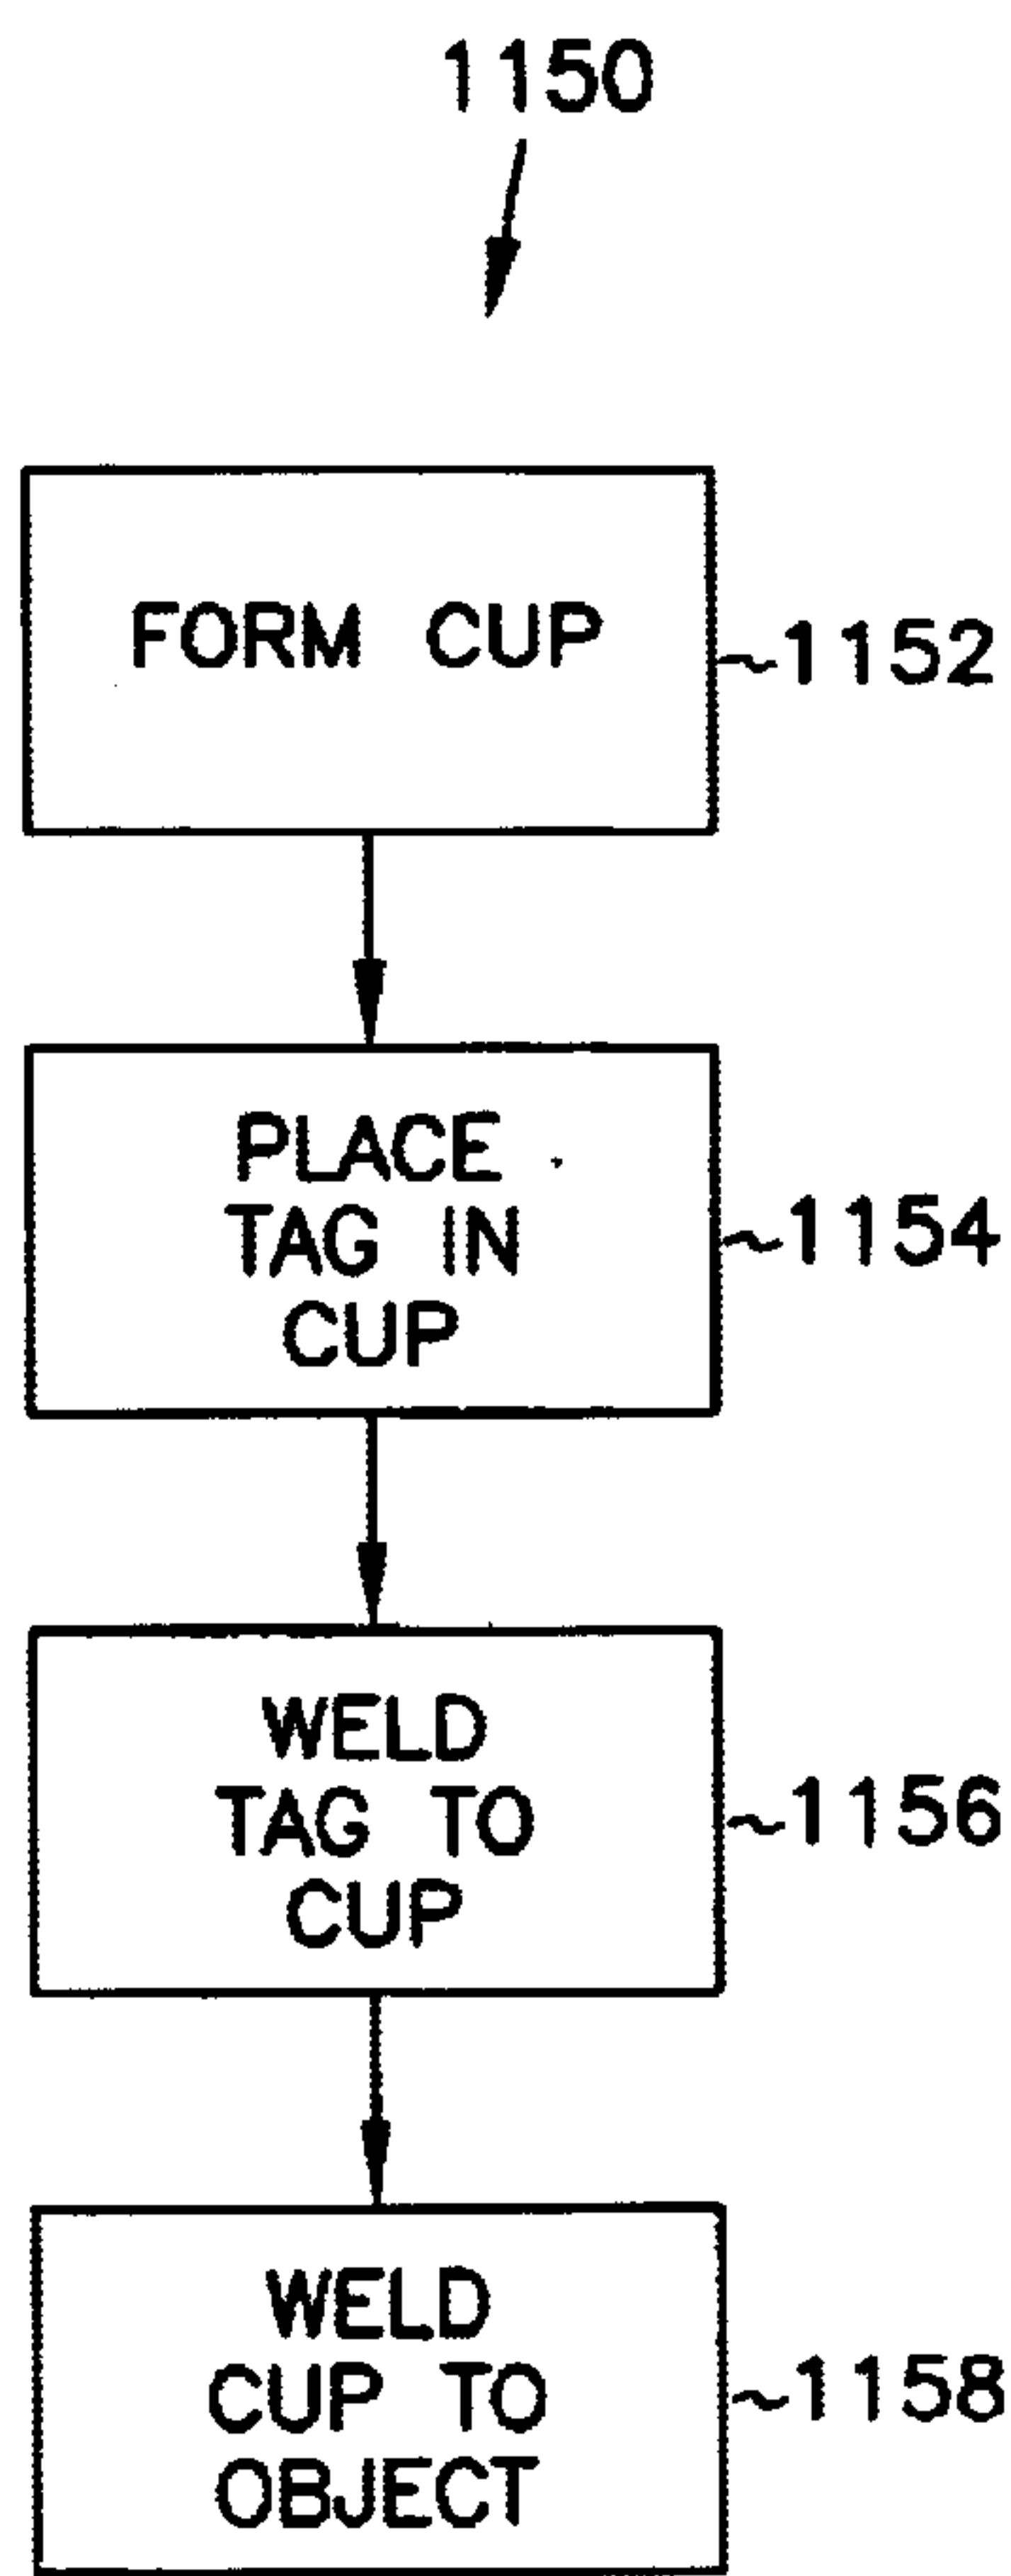 1150
FORM CUP
1152
PLACE
TAG IN
CUP
1154
WELD
TAG TO
CUP
1156
WELD
CUP TO
OBJECT
1158